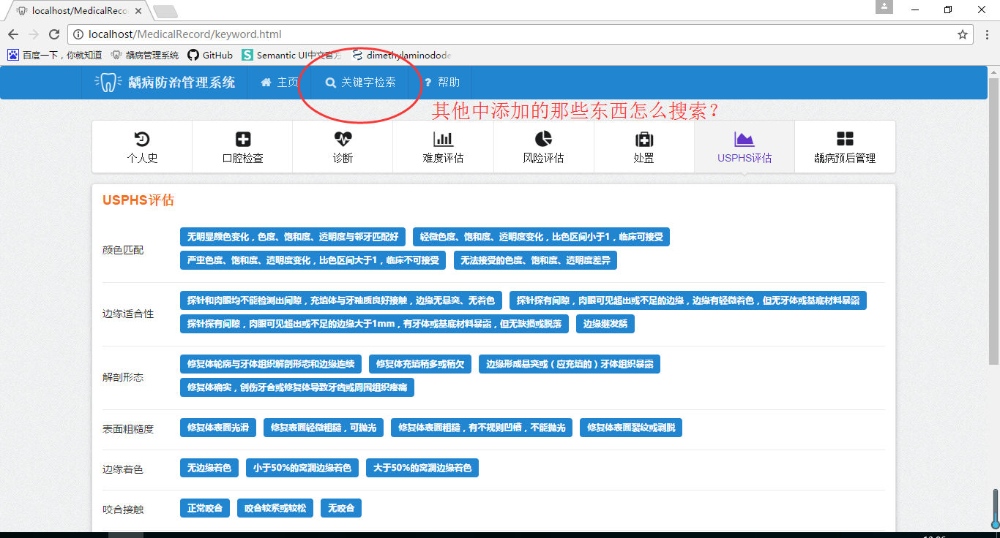 localhost/MedicalReco
localhost/MedicalRecord/keyword.html
百度一下，你就知道 龋病管理系统 GitHub Semantic UI中文官方 dimethylaminodode
龋病防治管理系统 主页 关键字检索 ? 帮助
其他中添加的那些东西怎么搜索？
个人史 口腔检查 诊断 难度评估 风险评估 处置 USPHS评估 龋病预后管理
USPHS评估
颜色匹配
无明显颜色变化，色度、饱和度、透明度与邻牙匹配好 轻微色度、饱和度、透明度变化，比色区间小于1，临床可接受
严重色度、饱和度、透明度变化，比色区间大于1，临床不可接受 无法接受的色度、饱和度、透明度差异
边缘适合性
探针和肉眼均不能检测出间隙，充填体与牙釉质良好接触，边缘无悬突、无着色 探针探有间隙，肉眼可见超出或不足的边缘，边缘有轻微着色，但无牙体或基底材料暴露
探针探有间隙，肉眼可见超出或不足的边缘大于1mm，有牙体或基底材料暴露，但无缺损或脱落 边缘继发龋
解剖形态
修复体轮廓与牙体组织解剖形态和边缘连续 修复体充填稍多或稍欠 边缘形成悬突或（应充填的）牙体组织暴露
修复体确实，创伤牙合或修复体导致牙齿或周围组织疼痛
表面粗糙度
修复体表面光滑 修复表面轻微粗糙，可抛光 修复体表面粗糙，有不规则凹槽，不能抛光 修复体表面裂纹或剥脱
边缘着色
无边缘着色 小于50%的窝洞边缘着色 大于50%的窝洞边缘着色
咬合接触
正常咬合 咬合较紧或较松 无咬合